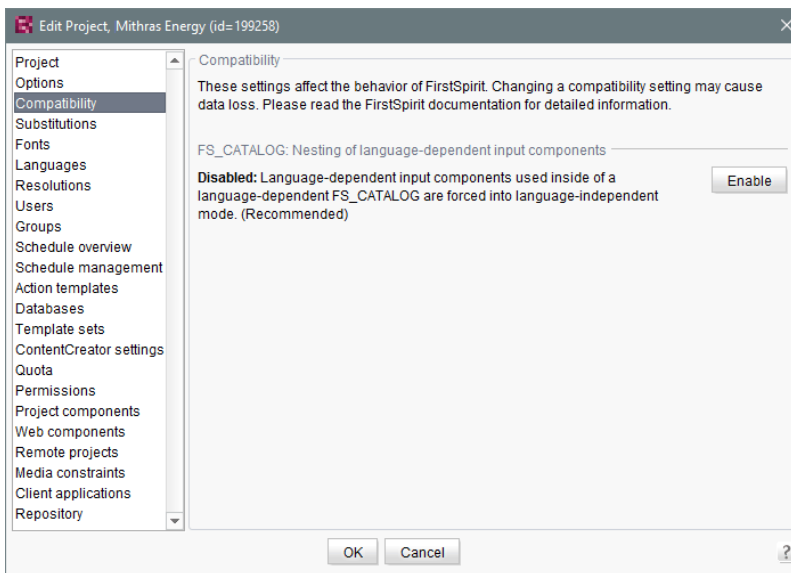 Edit Project, Mithras Energy (id=199258)
Project
Options
Compatibility
Substitutions
Fonts
Languages
Resolutions
Users
Groups
Schedule overview
Schedule management
Action templates
Databases
Template sets
ContentCreator settings
Quota
Permissions
Project components
Web components
Remote projects
Media constraints
Client applications
Repository
Compatibility
These settings affect the behavior of FirstSpirit. Changing a compatibility setting may cause
data loss. Please read the FirstSpirit documentation for detailed information.
FS_CATALOG: Nesting of language-dependent input components
Disabled: Language-dependent input components used inside of a
language-dependent FS_CATALOG are forced into language-independent
mode. (Recommended)
Enable
OK
Cancel
?